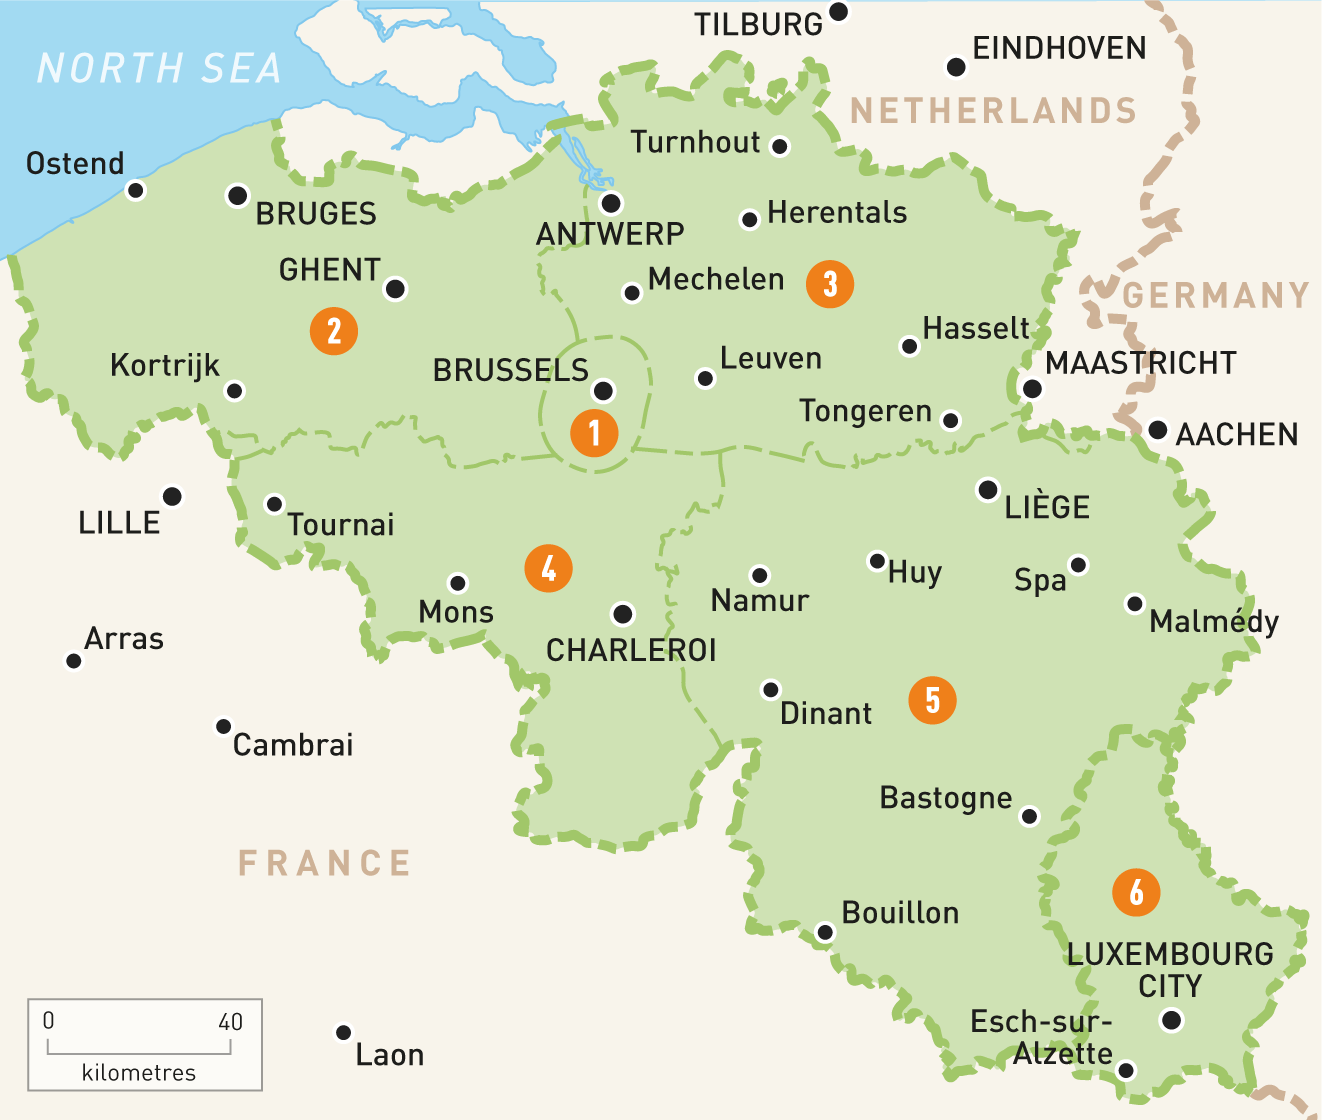 TILBURG
EINDHOVEN
NORTH SEA
NETHERLANDS
Turnhout
Ostend
BRUGES
Herentals
ANTWERP
GHENT
Mechelen
3
GERMANY
2
Hasselt
Kortrijk
BRUSSELS
Leuven
MAASTRICHT
Tongeren
1
AACHEN
LILLE
Tournai
LIÈGE
4
Huy
Spa
Mons
Namur
Malmédy
Arras
CHARLEROI
5
Dinant
Cambrai
Bastogne
FRANCE
6
Bouillon
LUXEMBOURG
CITY
Esch-sur-
Alzette
Laon
0 40
kilometres